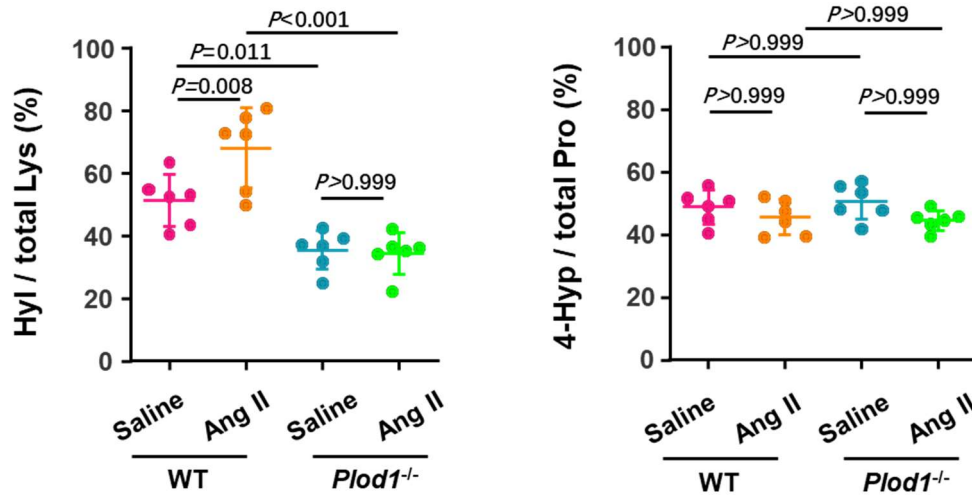 P<0.001
P=0.011
P=0.008
P>0.999
Hyl / total Lys (%)
100
80
60
40
20
0
Saline
Ang II
Saline
Ang II
WT
Plod1-/-
P>0.999
P>0.999
P>0.999
P>0.999
4-Hyp / total Pro (%)
100
80
60
40
20
0
Saline
Ang II
Saline
Ang II
WT
Plod1-/-